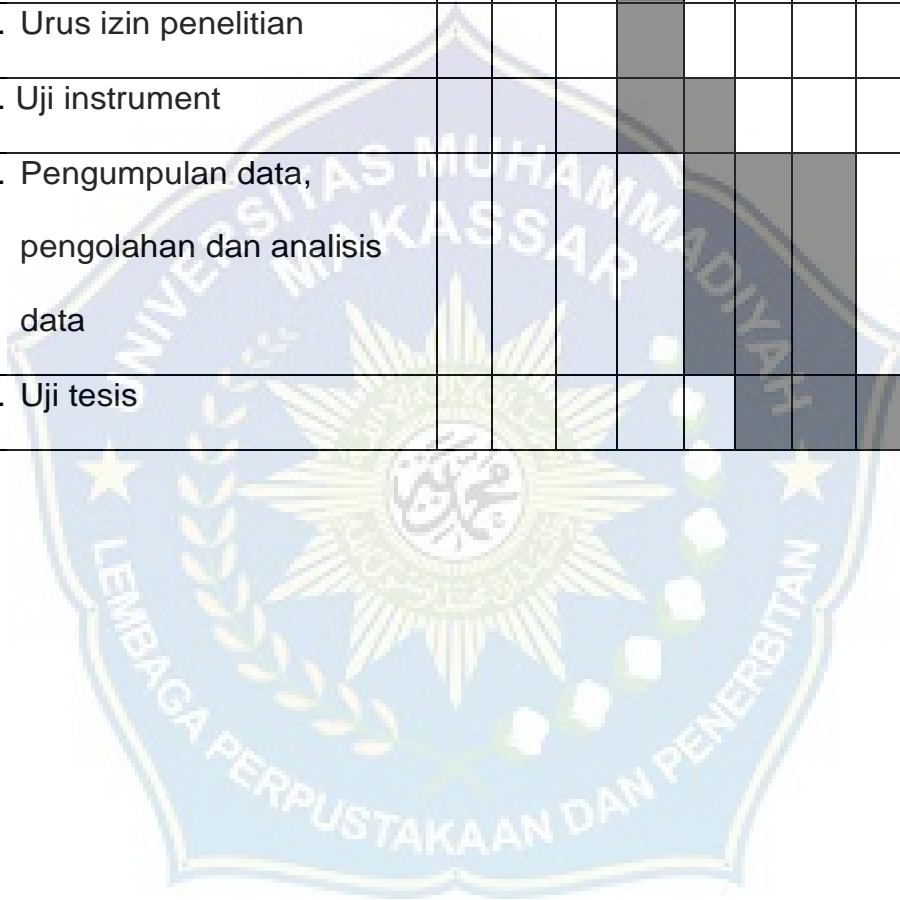 . Urus izin penelitian
. Uji instrument
. Pengumpulan data,
pengolahan dan analisis
data
. Uji tesis
UNIVERSITAS MUHAMMADIYAH
MAKASSAR
LEMBAGA PERPUSTAKAAN DAN PENERBITAN